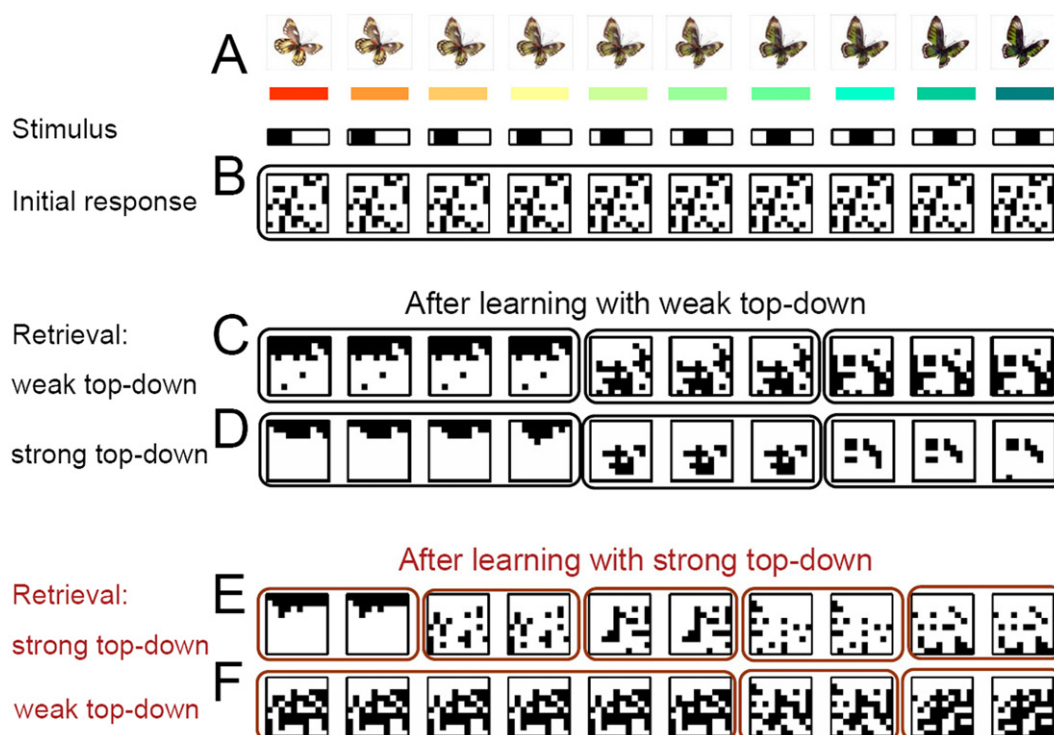 A
Stimulus
B
Initial response
After learning with weak top-down
Retrieval:
C
weak top-down
D
strong top-down
After learning with strong top-down
Retrieval:
E
strong top-down
F
weak top-down